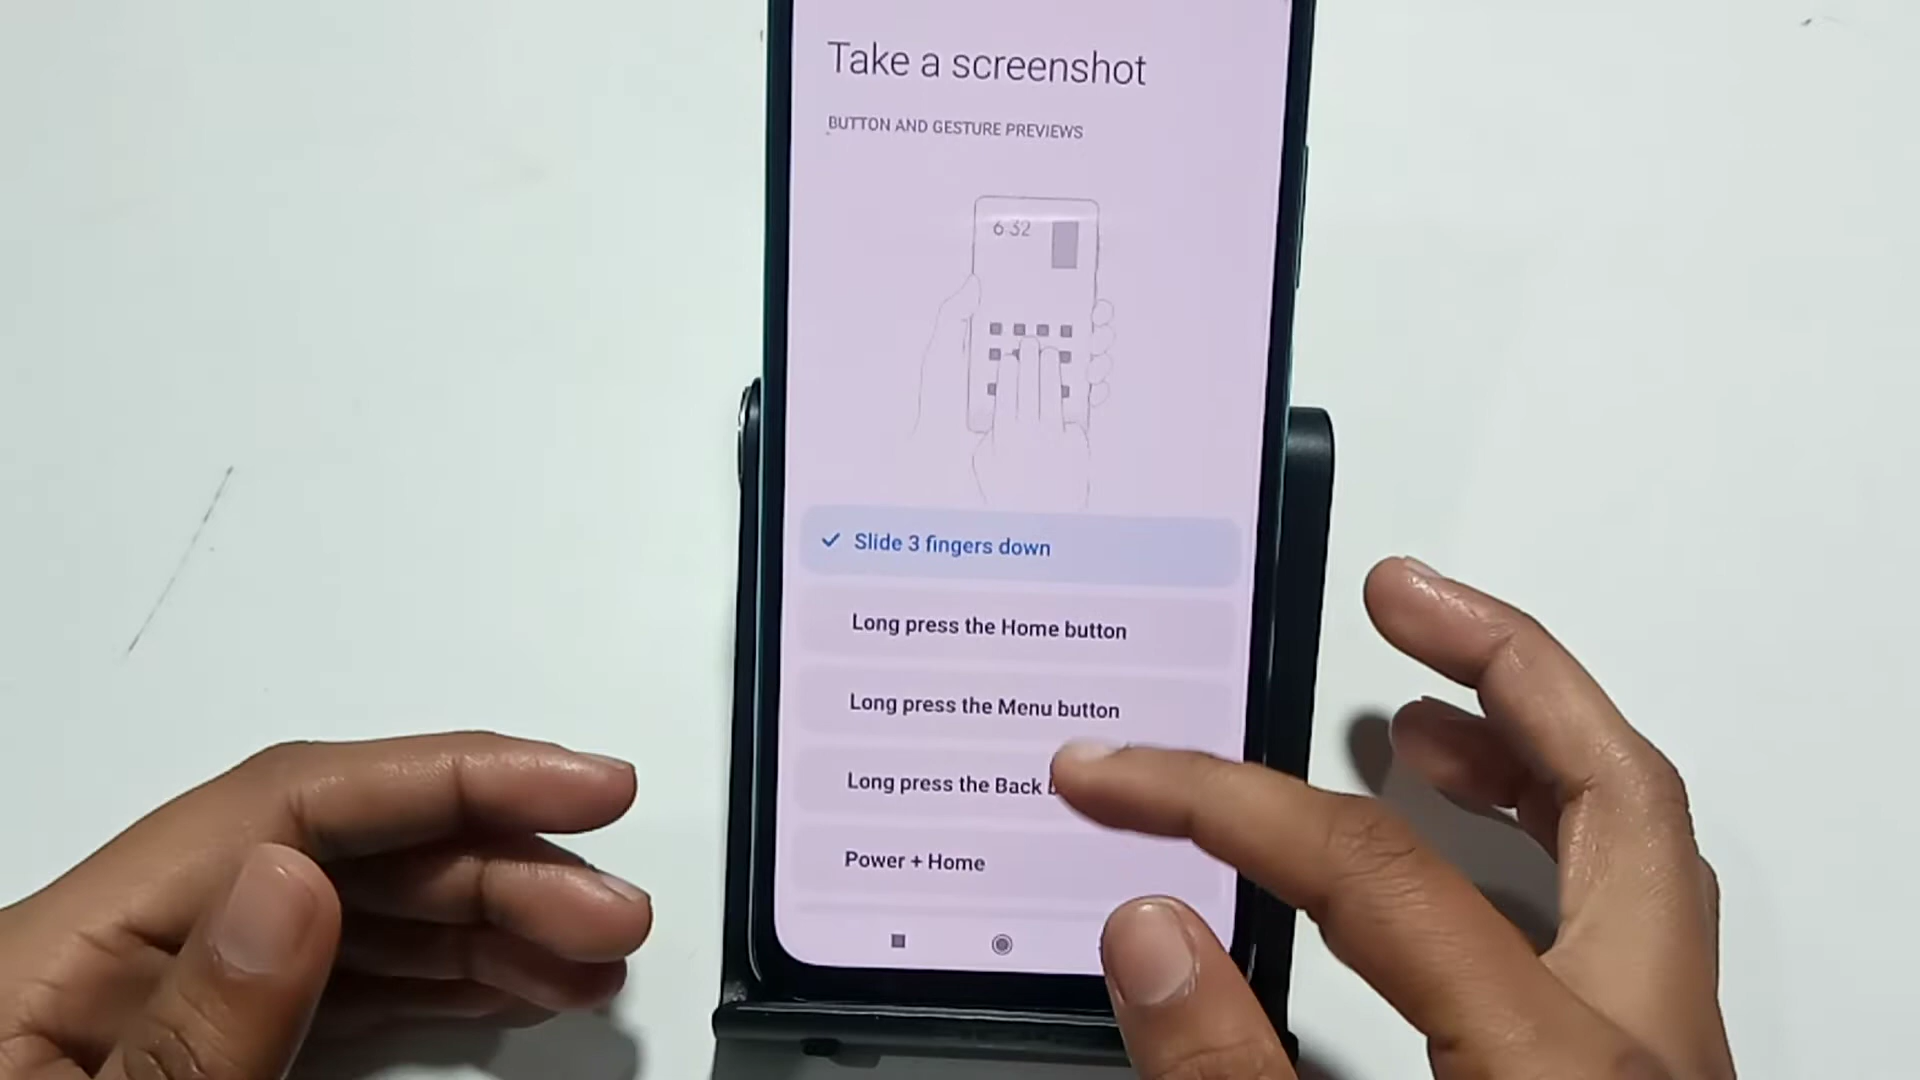 Take a screenshot
BUTTON AND GESTURE PREVIEWS
6:32
Slide 3 fingers down
Long press the Home button
Long press the Menu button
Long press the Back
Power + Home